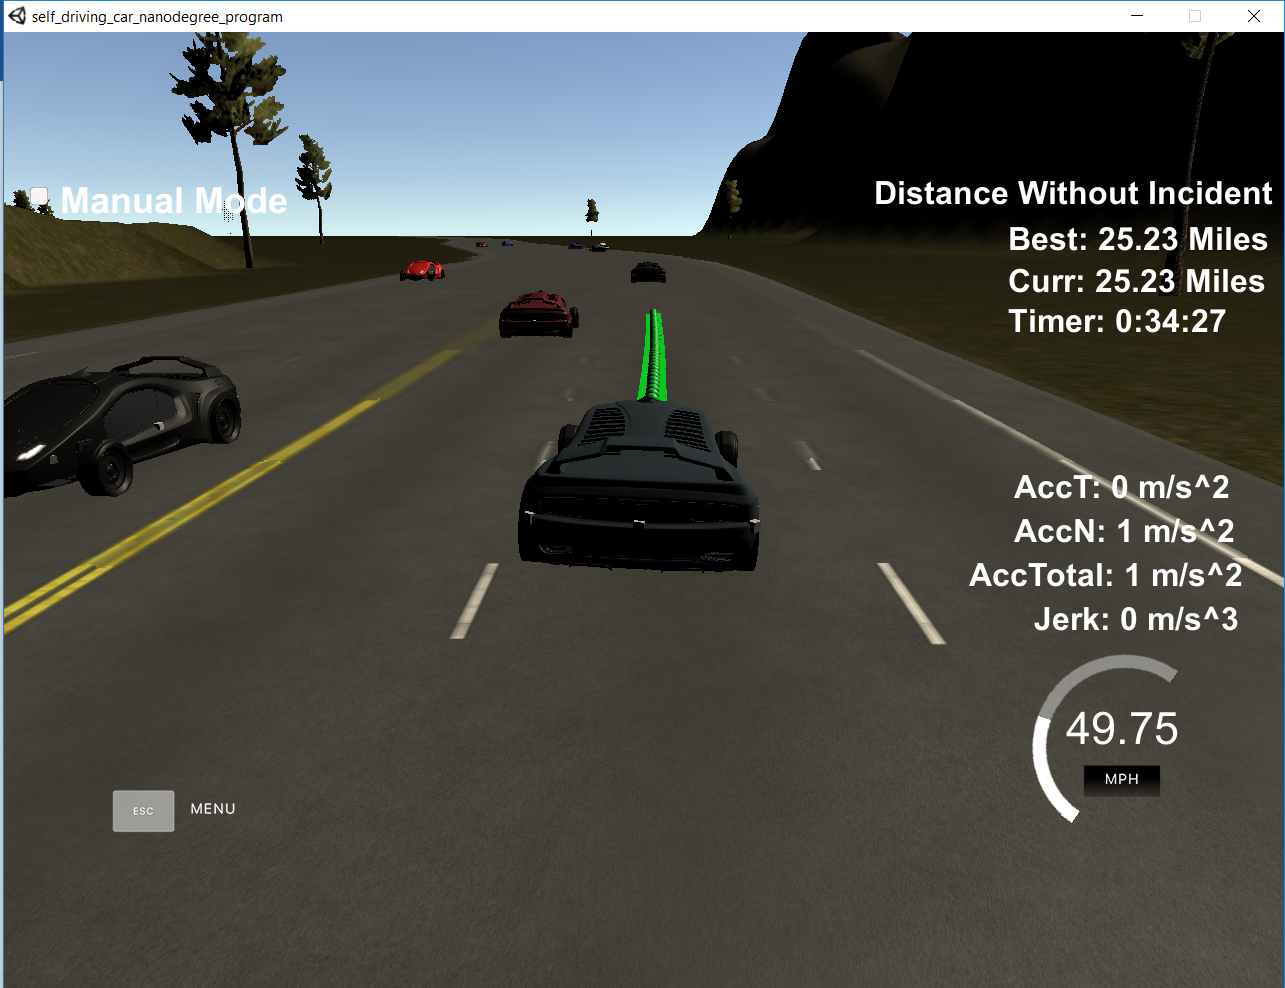 self_driving_car_nanodegree_program
Manual Mode
Distance Without Incident
Best: 25.23 Miles
Curr: 25.23 Miles
Timer: 0:34:27
AccT: 0 m/s^2
AccN: 1 m/s^2
AccTotal: 1 m/s^2
Jerk: 0 m/s^3
49.75
MPH
ESC MENU